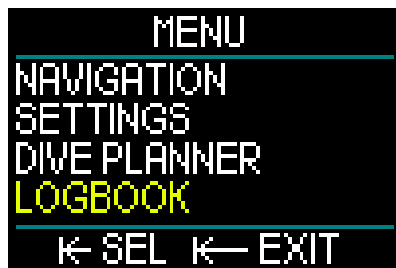 MENU
NAVIGATION
SETTINGS
DIVE PLANNER
LOGBOOK
SEL EXIT